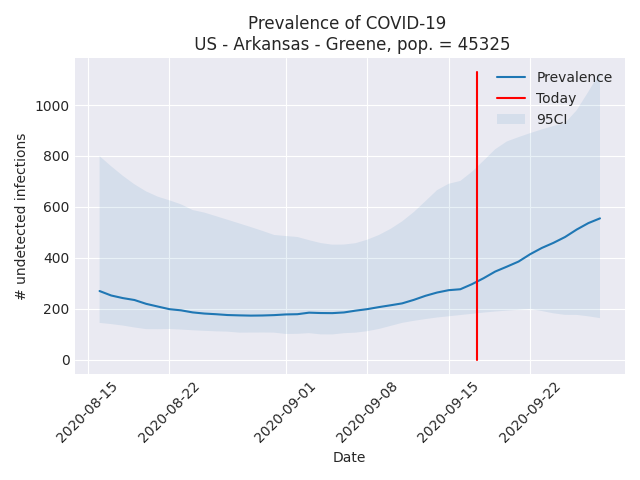 Prevalence of COVID-19
US - Arkansas - Greene, pop. = 45325
Prevalence
Today
95CI
# undetected infections
1000
800
600
400
200
0
2020-08-15
2020-08-22
2020-09-01
2020-09-08
2020-09-15
2020-09-22
Date